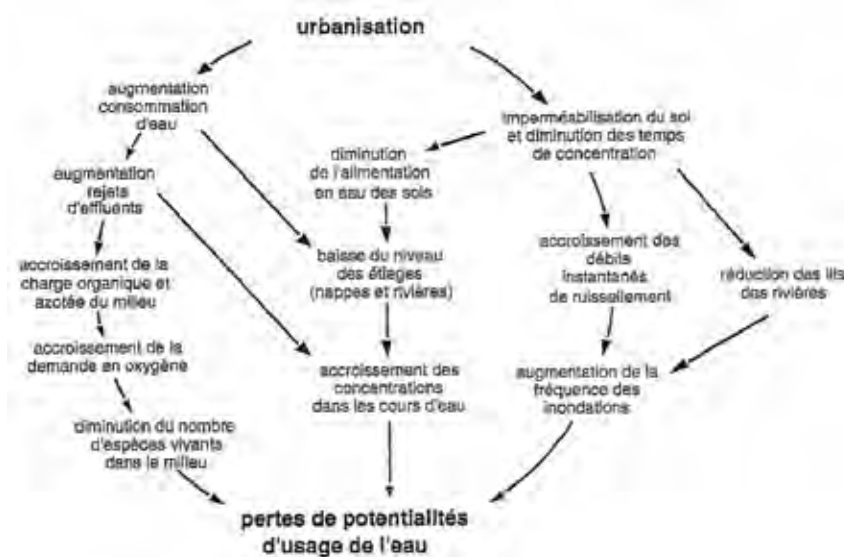 urbanisation
augmentation
consommation
d'eau
imperméabilisation du sol
et diminution des temps
de concentration
diminution
de l'alimentation
en eau des sols
augmentation
rejets
d'effluents
accroissement de la
charge organique et
azotée du milieu
baisse du niveau
des étiages
(nappes et rivières)
accroissement des
débits
instantanés
de ruissellement
réduction des lits
des rivières
accroissement de la
demande en oxygène
accroissement des
concentrations
dans les cours d'eau
augmentation de la
fréquence des
inondations
diminution du nombre
d'espèces vivants
dans le milieu
pertes de potentialités
d'usage de l'eau